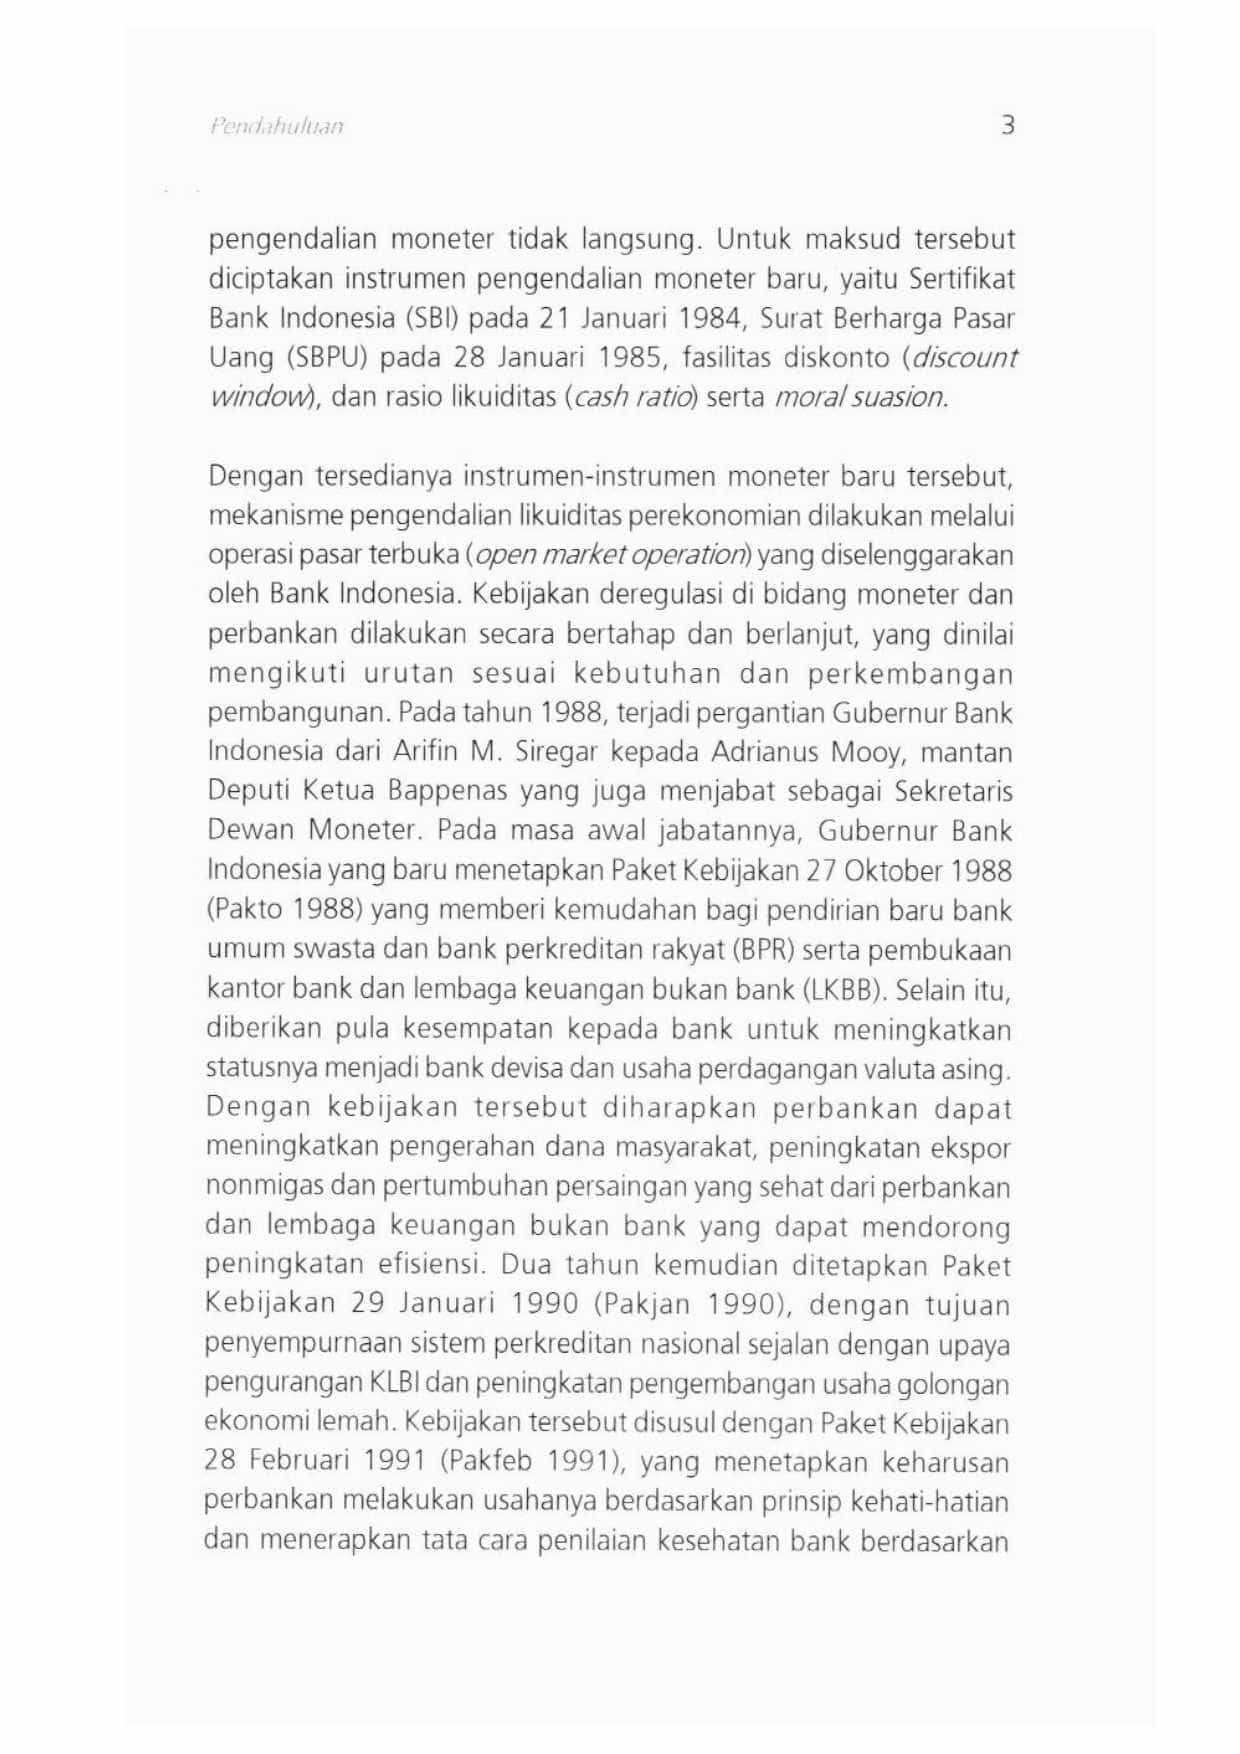 Pendahuluan 3
pengendalian moneter tidak langsung. Untuk maksud tersebut
diciptakan instrumen pengendalian moneter baru, yaitu Sertifikat
Bank Indonesia (SBI) pada 21 Januari 1984, Surat Berharga Pasar
Uang (SBPU) pada 28 Januari 1985, fasilitas diskonto (discount
window), dan rasio likuiditas (cash ratio) serta moral suasion.
Dengan tersedianya instrumen-instrumen moneter baru tersebut,
mekanisme pengendalian likuiditas perekonomian dilakukan melalui
operasi pasar terbuka (open market operation) yang diselenggarakan
oleh Bank Indonesia. Kebijakan deregulasi di bidang moneter dan
perbankan dilakukan secara bertahap dan berlanjut, yang dinilai
mengikuti urutan sesuai kebutuhan dan perkembangan
pembangunan. Pada tahun 1988, terjadi pergantian Gubernur Bank
Indonesia dari Arifin M. Siregar kepada Adrianus Mooy, mantan
Deputi Ketua Bappenas yang juga menjabat sebagai Sekretaris
Dewan Moneter. Pada masa awal jabatannya, Gubernur Bank
Indonesia yang baru menetapkan Paket Kebijakan 27 Oktober 1988
(Pakto 1988) yang memberi kemudahan bagi pendirian baru bank
umum swasta dan bank perkreditan rakyat (BPR) serta pembukaan
kantor bank dan lembaga keuangan bukan bank (LKBB). Selain itu,
diberikan pula kesempatan kepada bank untuk meningkatkan
statusnya menjadi bank devisa dan usaha perdagangan valuta asing.
Dengan kebijakan tersebut diharapkan perbankan dapat
meningkatkan pengerahan dana masyarakat, peningkatan ekspor
nonmigas dan pertumbuhan persaingan yang sehat dari perbankan
dan lembaga keuangan bukan bank yang dapat mendorong
peningkatan efisiensi. Dua tahun kemudian ditetapkan Paket
Kebijakan 29 Januari 1990 (Pakjan 1990), dengan tujuan
penyempurnaan sistem perkreditan nasional sejalan dengan upaya
pengurangan KLBI dan peningkatan pengembangan usaha golongan
ekonomi lemah. Kebijakan tersebut disusul dengan Paket Kebijakan
28 Februari 1991 (Pakfeb 1991), yang menetapkan keharusan
perbankan melakukan usahanya berdasarkan prinsip kehati-hatian
dan menerapkan tata cara penilaian kesehatan bank berdasarkan